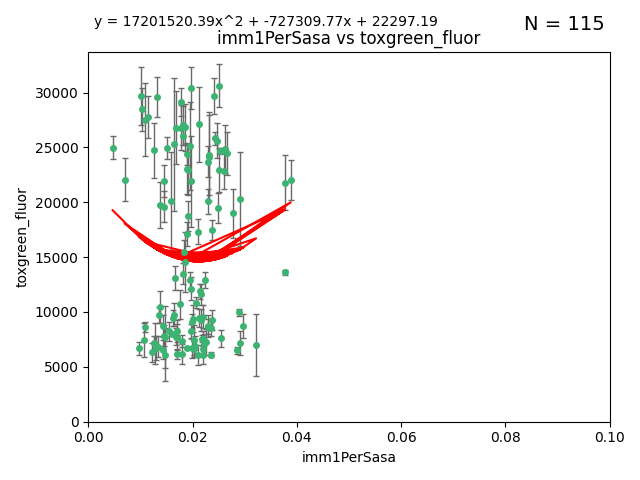 y = 17201520.39x^2 + -727309.77x + 22297.19
N = 115
imm1PerSasa vs toxgreen_fluor
toxgreen_fluor
30000
25000
20000
15000
10000
5000
0
0.00 0.02 0.04 0.06 0.08 0.10
imm1PerSasa